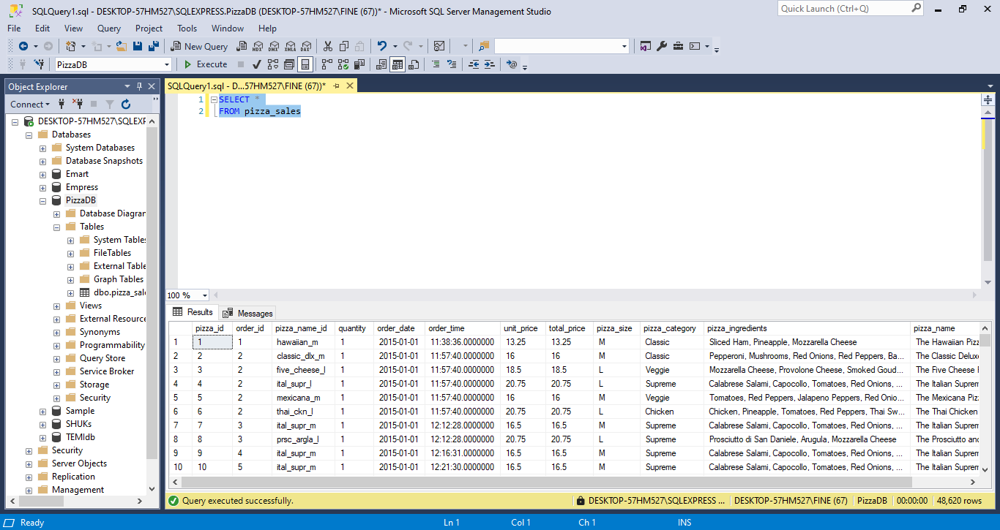 SQLQuery1.sql - DESKTOP-57HM527\SQLEXPRESS.PizzaDB (DESKTOP-57HM527\FINE (67))* - Microsoft SQL Server Management Studio
Quick Launch (Ctrl+Q)
File Edit View Query Project Tools Window Help
New Query MDX DMX XMLA DAX
PizzaDB Execute
Object Explorer
Connect
DESKTOP-57HM527\SQLEXP
Databases
System Databases
Database Snapshots
Emart
Empress
PizzaDB
Database Diagran
Tables
System Tables
FileTables
External Table
Graph Tables
dbo.pizza_sal
Views
External Resource
Synonyms
Programmability
Query Store
Service Broker
Storage
Security
Sample
SHUKs
TEMIdb
Security
Server Objects
Replication
Management
SQLQuery1.sql - D...57HM527\FINE (67))*
1 SELECT *
2 FROM pizza_sales
100 %
Results Messages
pizza_id order_id pizza_name_id quantity order_date order_time unit_price total_price pizza_size pizza_category pizza_ingredients pizza_name
1 1 1 hawaiian_m 1 2015-01-01 11:38:36.0000000 13.25 13.25 M Classic Sliced Ham, Pineapple, Mozzarella Cheese The Hawaiian Pizz
2 2 2 classic_dlx_m 1 2015-01-01 11:57:40.0000000 16 16 M Classic Pepperoni, Mushrooms, Red Onions, Red Peppers, Ba... The Classic Deluxe
3 3 2 five_cheese_l 1 2015-01-01 11:57:40.0000000 18.5 18.5 L Veggie Mozzarella Cheese, Provolone Cheese, Smoked Goud... The Five Cheese P
4 4 2 ital_supr_l 1 2015-01-01 11:57:40.0000000 20.75 20.75 L Supreme Calabrese Salami, Capocollo, Tomatoes, Red Onions, ... The Italian Suprem
5 5 2 mexicana_m 1 2015-01-01 11:57:40.0000000 16 16 M Veggie Tomatoes, Red Peppers, Jalapeno Peppers, Red Onio... The Mexicana Piz
6 6 2 thai_ckn_l 1 2015-01-01 11:57:40.0000000 20.75 20.75 L Chicken Chicken, Pineapple, Tomatoes, Red Peppers, Thai Sw... The Thai Chicken
7 7 3 ital_supr_m 1 2015-01-01 12:12:28.0000000 16.5 16.5 M Supreme Calabrese Salami, Capocollo, Tomatoes, Red Onions, ... The Italian Suprem
8 8 3 prsc_argla_l 1 2015-01-01 12:12:28.0000000 20.75 20.75 L Supreme Prosciutto di San Daniele, Arugula, Mozzarella Cheese The Prosciutto and
9 9 4 ital_supr_m 1 2015-01-01 12:16:31.0000000 16.5 16.5 M Supreme Calabrese Salami, Capocollo, Tomatoes, Red Onions, ... The Italian Suprem
10 10 5 ital_supr_m 1 2015-01-01 12:21:30.0000000 16.5 16.5 M Supreme Calabrese Salami, Capocollo, Tomatoes, Red Onions, ... The Italian Suprem
Query executed successfully. DESKTOP-57HM527\SQLEXPRESS ... DESKTOP-57HM527\FINE (67) PizzaDB 00:00:00 48,620 rows
Ready Ln 1 Col 1 Ch 1 INS